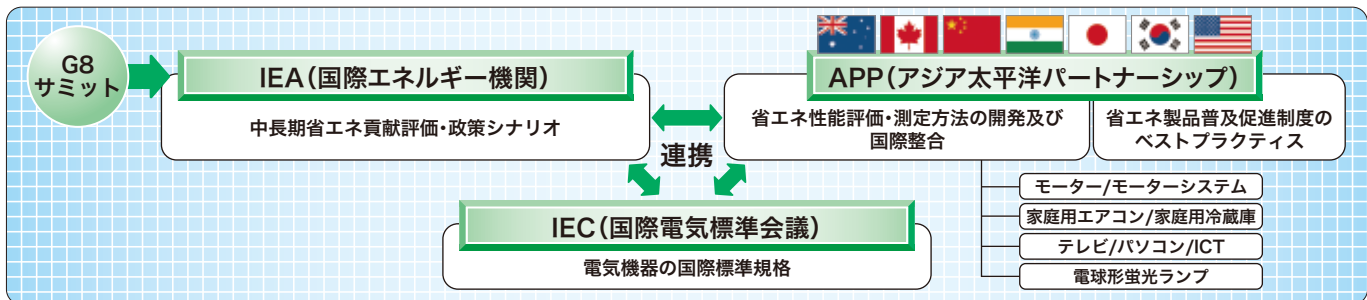 G8
サミット
IEA(国際エネルギー機関)
中長期省エネ貢献評価・政策シナリオ
APP(アジア太平洋パートナーシップ)
省エネ性能評価・測定方法の開発及び
国際整合
省エネ製品普及促進制度の
ベストプラクティス
連携
モーター/モーターシステム
家庭用エアコン/家庭用冷蔵庫
テレビ/パソコン/ICT
電球形蛍光ランプ
IEC(国際電気標準会議)
電気機器の国際標準規格